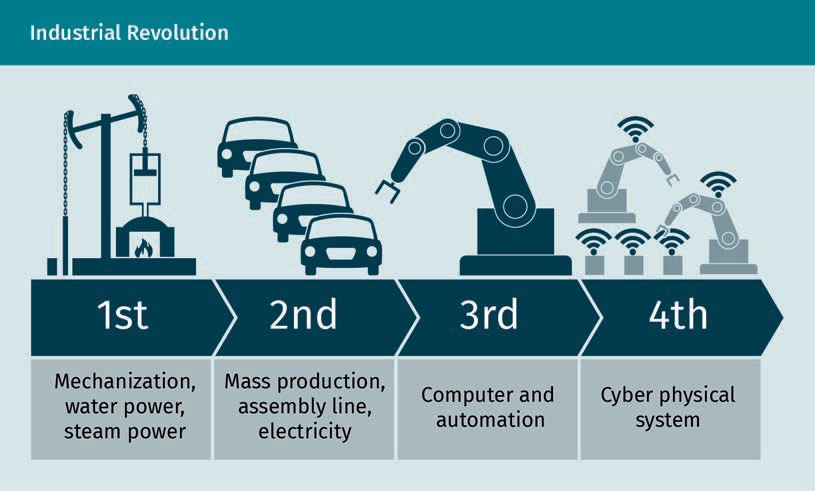 Industrial Revolution
1st
2nd
3rd
4th
Mechanization,
water power,
steam power
Mass production,
assembly line,
electricity
Computer and
automation
Cyber physical
system